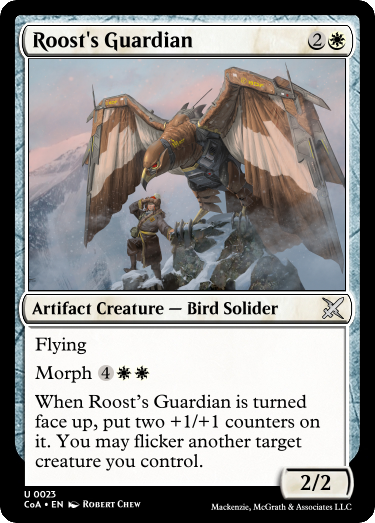 Roost's Guardian 2
Artifact Creature — Bird Solider
Flying
Morph 4
When Roost's Guardian is turned
face up, put two +1/+1 counters on
it. You may flicker another target
creature you control.
2/2
U 0023
CoA • EN Robert Chew
Mackenzie, McGrath & Associates LLC